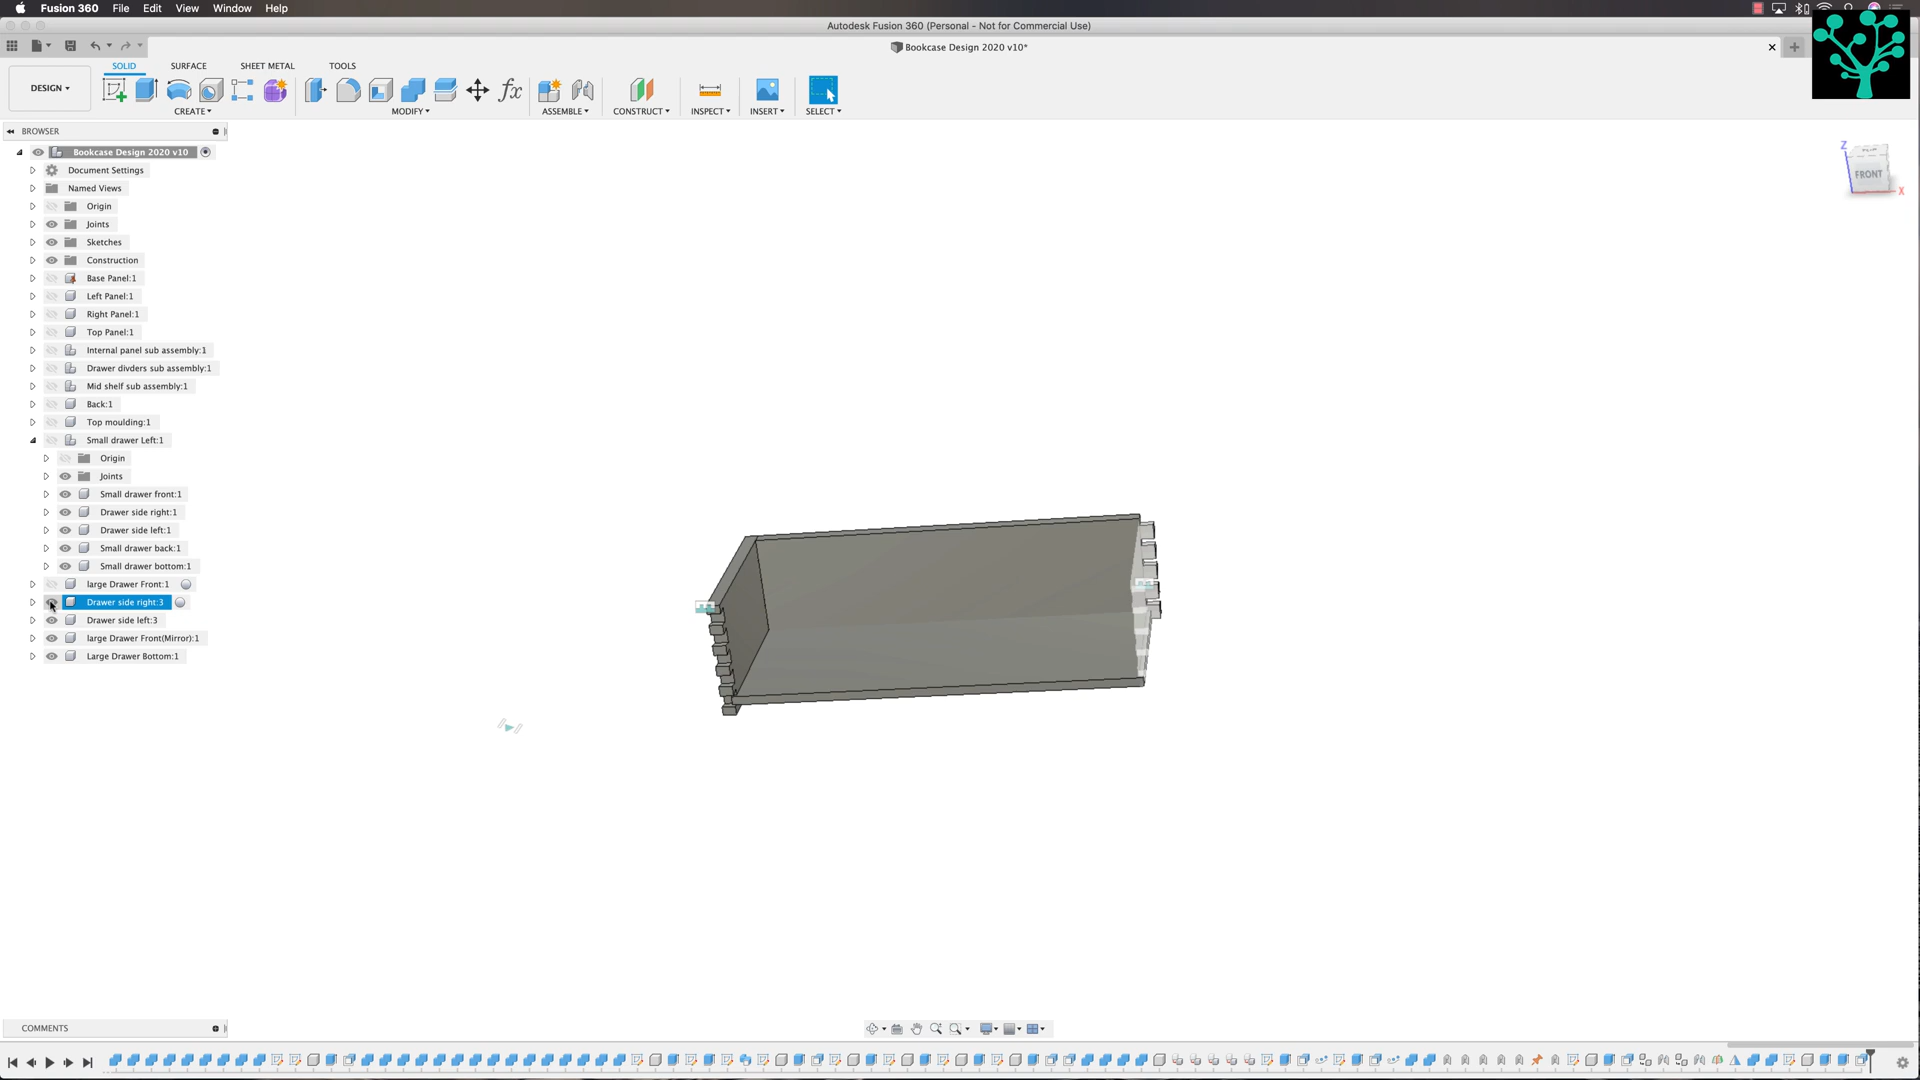 Fusion 360 File Edit View Window Help
Autodesk Fusion 360 (Personal - Not for Commercial Use)
Bookcase Design 2020 v10*
SOLID SURFACE SHEET METAL TOOLS
DESIGN
CREATE MODIFY ASSEMBLE CONSTRUCT INSPECT INSERT SELECT
BROWSER
Bookcase Design 2020 v10
Document Settings
Named Views
Origin
Joints
Sketches
Construction
Base Panel:1
Left Panel:1
Right Panel:1
Top Panel:1
Internal panel sub assembly:1
Drawer divders sub assembly:1
Mid shelf sub assembly:1
Back:1
Top moulding:1
Small drawer Left:1
Origin
Joints
Small drawer front:1
Drawer side right:1
Drawer side left:1
Small drawer back:1
Small drawer bottom:1
large Drawer Front:1
Drawer side right:3
Drawer side left:3
large Drawer Front(Mirror):1
Large Drawer Bottom:1
Z
FRONT
X
COMMENTS